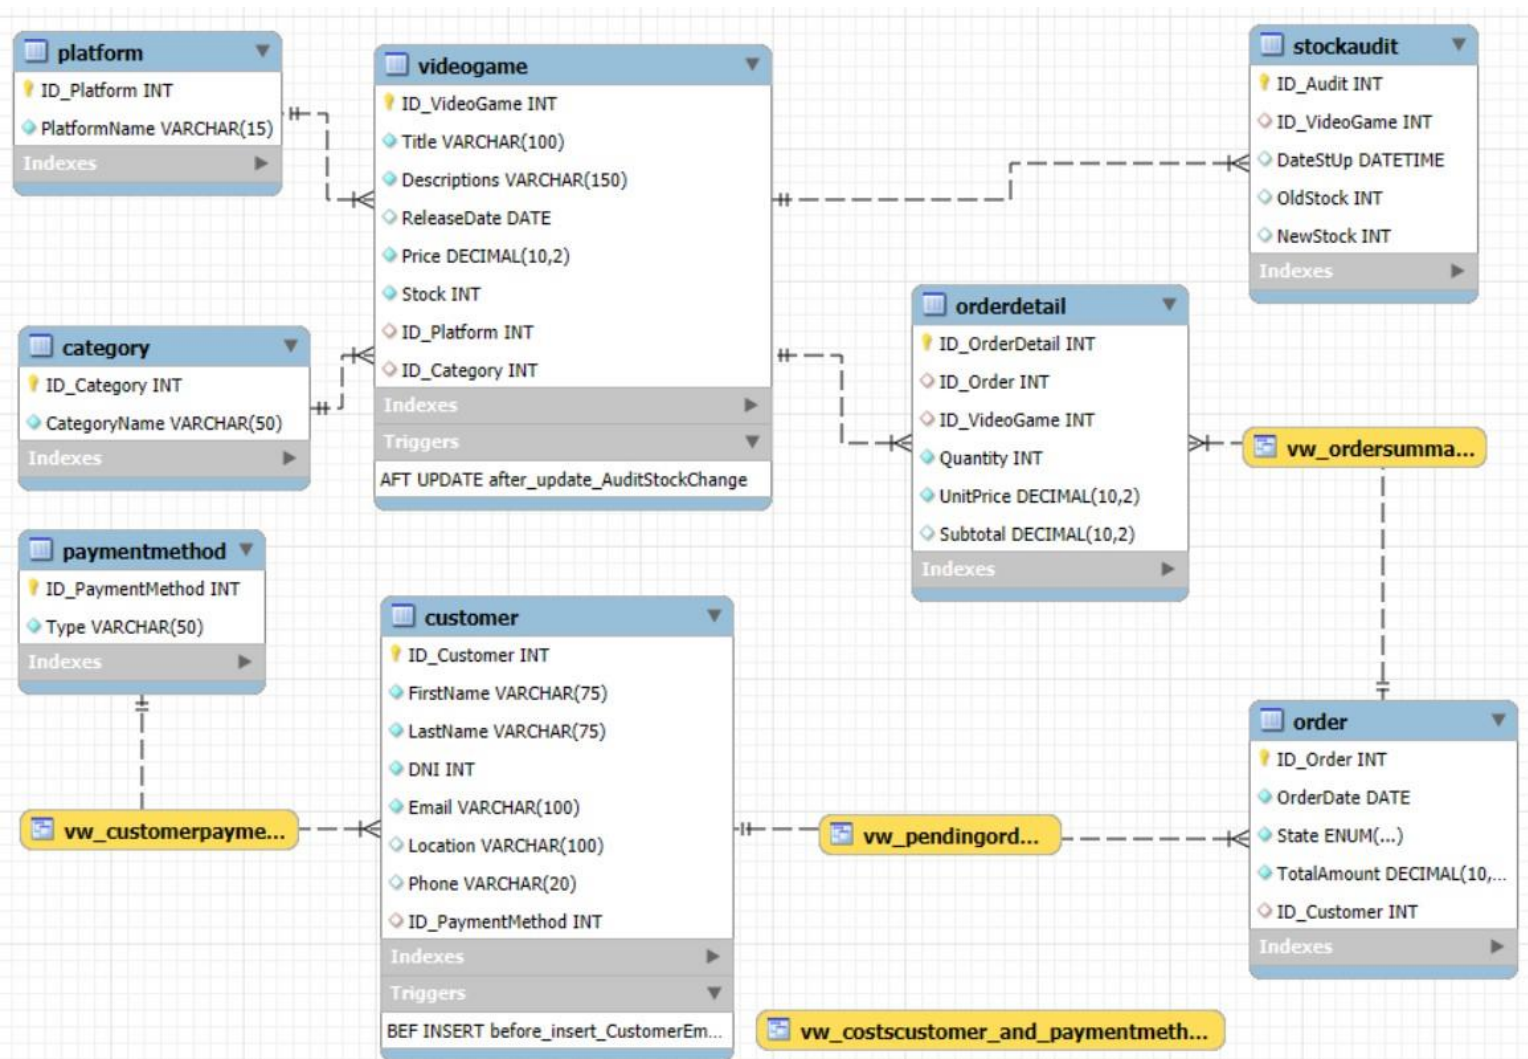 platform
ID_Platform INT
PlatformName VARCHAR(15)
Indexes
videogame
ID_VideoGame INT
Title VARCHAR(100)
Descriptions VARCHAR(150)
ReleaseDate DATE
Price DECIMAL(10,2)
Stock INT
ID_Platform INT
ID_Category INT
Indexes
Triggers
AFT UPDATE after_update_AuditStockChange
stockaudit
ID_Audit INT
ID_VideoGame INT
DateStUp DATETIME
OldStock INT
NewStock INT
Indexes
category
ID_Category INT
CategoryName VARCHAR(50)
Indexes
orderdetail
ID_OrderDetail INT
ID_Order INT
ID_VideoGame INT
Quantity INT
UnitPrice DECIMAL(10,2)
Subtotal DECIMAL(10,2)
Indexes
vw_ordersumma...
paymentmethod
ID_PaymentMethod INT
Type VARCHAR(50)
Indexes
customer
ID_Customer INT
FirstName VARCHAR(75)
LastName VARCHAR(75)
DNI INT
Email VARCHAR(100)
Location VARCHAR(100)
Phone VARCHAR(20)
ID_PaymentMethod INT
Indexes
Triggers
BEF INSERT before_insert_CustomerEm...
vw_customerpayme...
vw_pendingord...
order
ID_Order INT
OrderDate DATE
State ENUM(...)
TotalAmount DECIMAL(10,...
ID_Customer INT
Indexes
vw_costscustomer_and_paymentmeth...